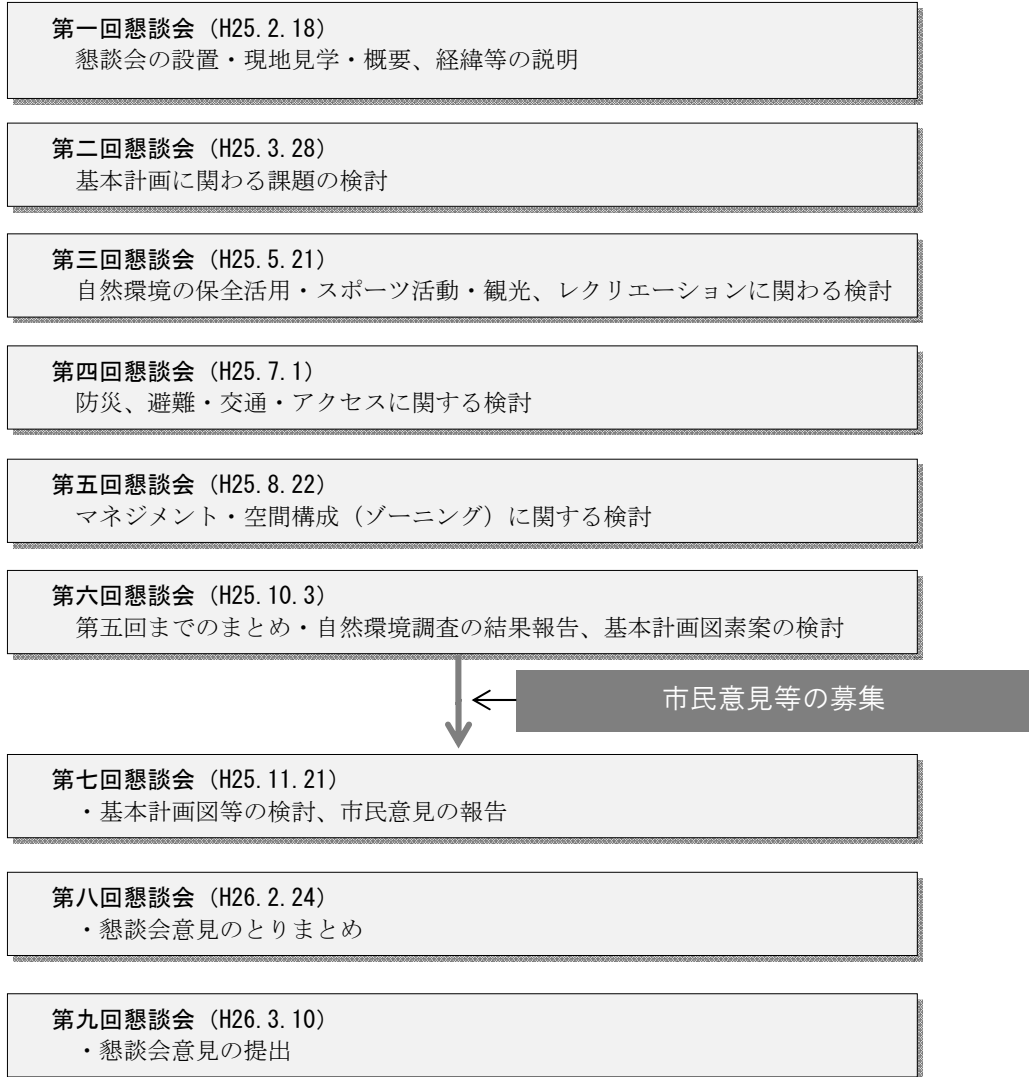 第一回懇談会(H25.2.18)
懇談会の設置・現地見学・概要、経緯等の説明
第二回懇談会(H25.3.28)
基本計画に関わる課題の検討
第三回懇談会(H25.5.21)
自然環境の保全活用・スポーツ活動・観光、レクリエーションに関わる検討
第四回懇談会(H25.7.1)
防災、避難・交通・アクセスに関する検討
第五回懇談会(H25.8.22)
マネジメント・空間構成(ゾーニング)に関する検討
第六回懇談会(H25.10.3)
第五回までのまとめ・自然環境調査の結果報告、基本計画図素案の検討
市民意見等の募集
第七回懇談会(H25.11.21)
・基本計画図等の検討、市民意見の報告
第八回懇談会(H26.2.24)
・懇談会意見のとりまとめ
第九回懇談会(H26.3.10)
・懇談会意見の提出